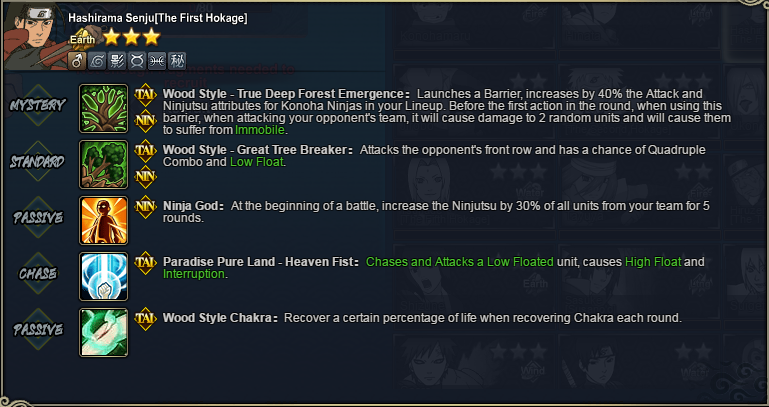 Hashirama Senju[The First Hokage]
Earth
影 秘
MYSTERY
TAI
NIN
Wood Style - True Deep Forest Emergence: Launches a Barrier, increases by 40% the Attack and
Ninjutsu attributes for Konoha Ninjas in your Lineup. Before the first action in the round, when using this
barrier, when attacking your opponent's team, it will cause damage to 2 random units and will cause them
to suffer from Immobile.
STANDARD
TAI
NIN
Wood Style - Great Tree Breaker: Attacks the opponent's front row and has a chance of Quadruple
Combo and Low Float.
PASSIVE
NIN
Ninja God: At the beginning of a battle, increase the Ninjutsu by 30% of all units from your team for 5
rounds.
CHASE
TAI
Paradise Pure Land - Heaven Fist: Chases and Attacks a Low Floated unit, causes High Float and
Interruption.
Earth
PASSIVE
TAI
Wood Style Chakra: Recover a certain percentage of life when recovering Chakra each round.